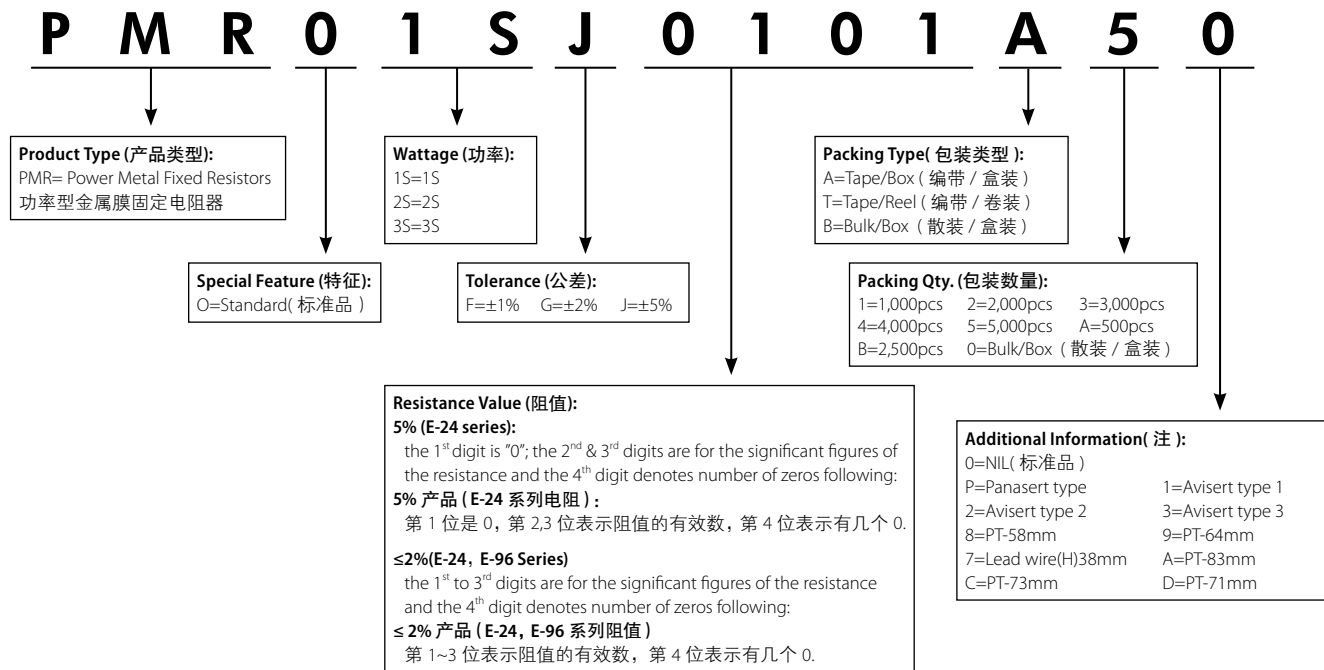 P M R 0 1 S J 0 1 0 1 A 5 0
Product Type (产品类型):
PMR= Power Metal Fixed Resistors
功率型金属膜固定电阻器
Wattage (功率):
1S=1S
2S=2S
3S=3S
Packing Type( 包装类型 ):
A=Tape/Box ( 编带 / 盒装 )
T=Tape/Reel ( 编带 / 卷装 )
B=Bulk/Box ( 散装 / 盒装 )
Special Feature (特征):
O=Standard( 标准品 )
Tolerance (公差):
F=±1% G=±2% J=±5%
Packing Qty. (包装数量):
1=1,000pcs 2=2,000pcs 3=3,000pcs
4=4,000pcs 5=5,000pcs A=500pcs
B=2,500pcs 0=Bulk/Box ( 散装 / 盒装 )
Resistance Value (阻值):
5% (E-24 series):
the 1st digit is "0"; the 2nd & 3rd digits are for the significant figures of
the resistance and the 4th digit denotes number of zeros following:
5% 产品 ( E-24 系列电阻 ) :
第 1 位是 0，第 2,3 位表示阻值的有效数, 第 4 位表示有几个 0.
≤2%(E-24, E-96 Series)
the 1st to 3rd digits are for the significant figures of the resistance
and the 4th digit denotes number of zeros following:
≤ 2% 产品 ( E-24, E-96 系列阻值 )
第 1~3 位表示阻值的有效数，第 4 位表示有几个 0.
Additional Information( 注 ):
0=NIL( 标准品 )
P=Panasert type 1=Avisert type 1
2=Avisert type 2 3=Avisert type 3
8=PT-58mm 9=PT-64mm
7=Lead wire(H)38mm A=PT-83mm
C=PT-73mm D=PT-71mm